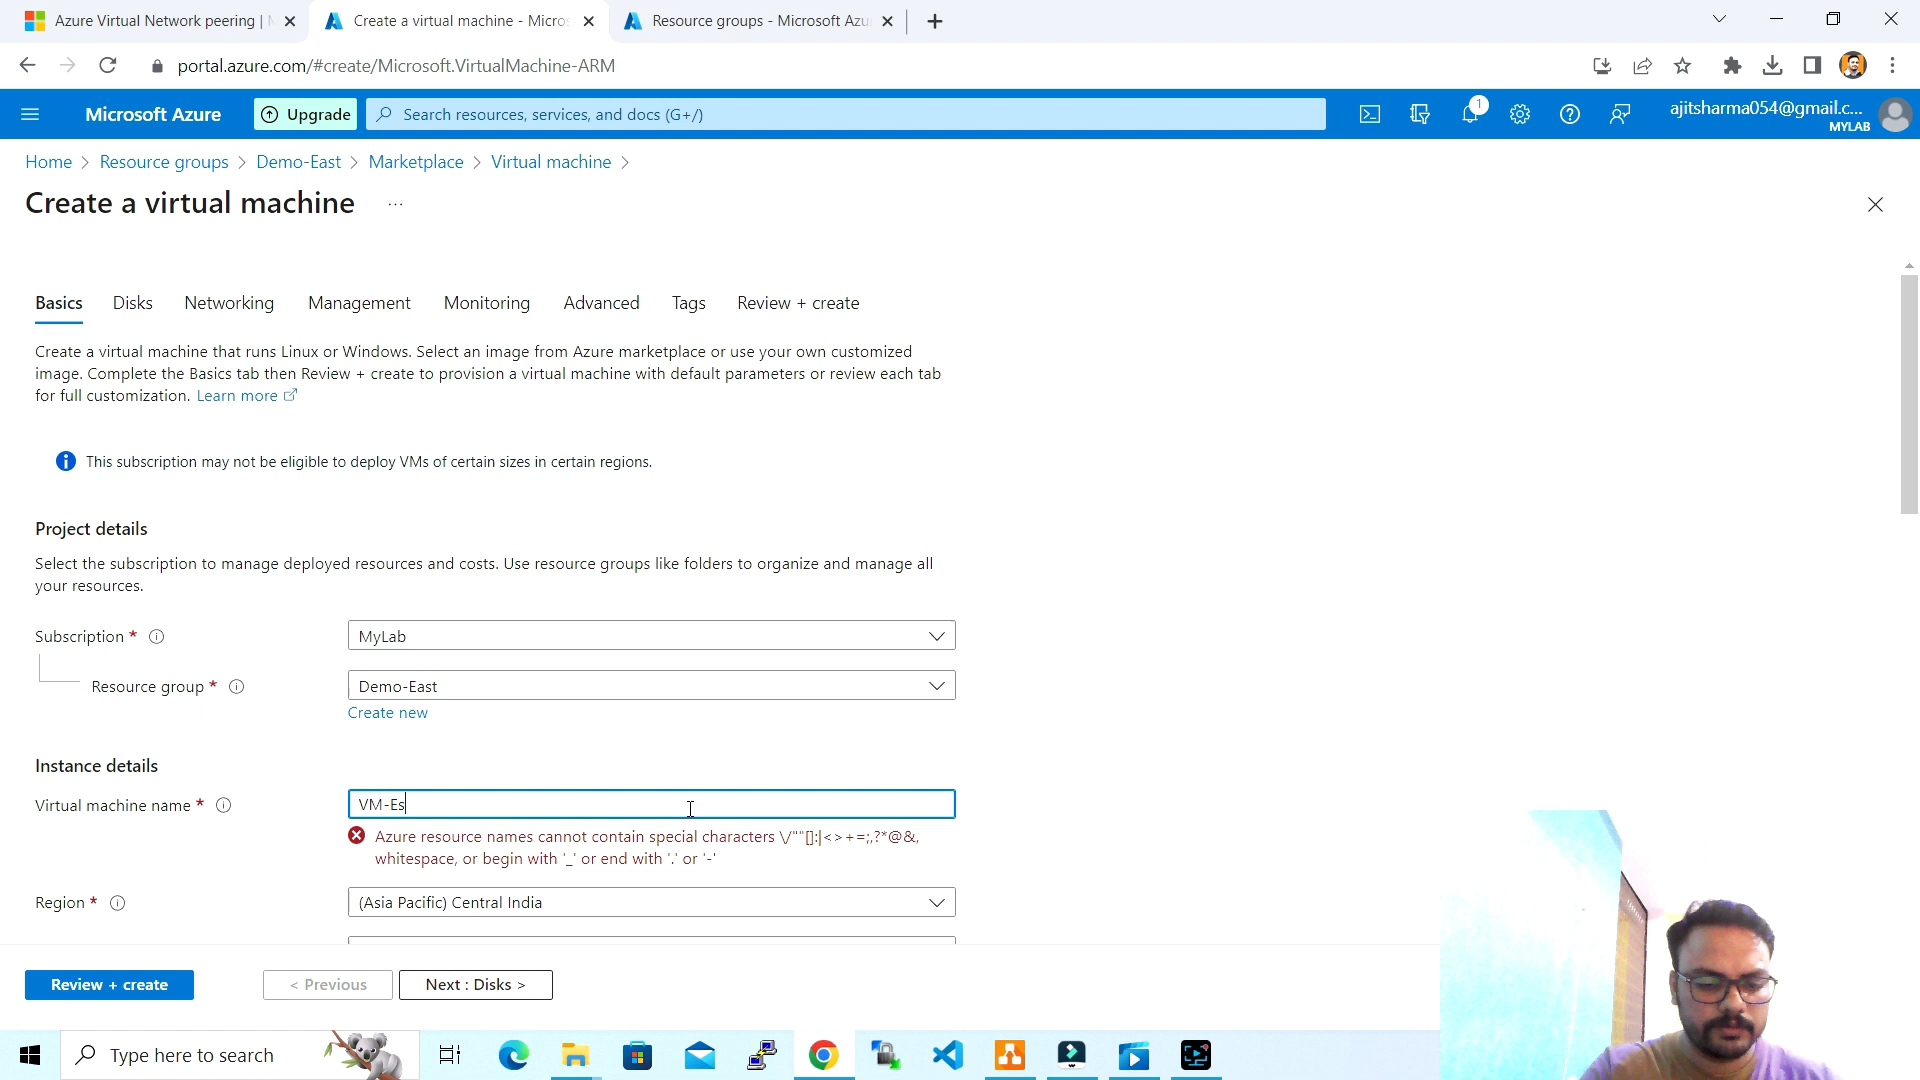 Azure Virtual Network peering |
Create a virtual machine - Micros
Resource groups - Microsoft Azu
portal.azure.com/#create/Microsoft.VirtualMachine-ARM
Microsoft Azure
Upgrade
Search resources, services, and docs (G+/)
1
ajitsharma054@gmail.c...
MYLAB
Home > Resource groups > Demo-East > Marketplace > Virtual machine >
Create a virtual machine ...
Basics Disks Networking Management Monitoring Advanced Tags Review + create
Create a virtual machine that runs Linux or Windows. Select an image from Azure marketplace or use your own customized
image. Complete the Basics tab then Review + create to provision a virtual machine with default parameters or review each tab
for full customization. Learn more
This subscription may not be eligible to deploy VMs of certain sizes in certain regions.
Project details
Select the subscription to manage deployed resources and costs. Use resource groups like folders to organize and manage all
your resources.
Subscription *
MyLab
Resource group *
Demo-East
Create new
Instance details
Virtual machine name *
VM-Es
Azure resource names cannot contain special characters \/""[]:|<>+=;,?*@&,
whitespace, or begin with '_' or end with '.' or '-'
Region *
(Asia Pacific) Central India
Review + create
< Previous
Next : Disks >
Type here to search